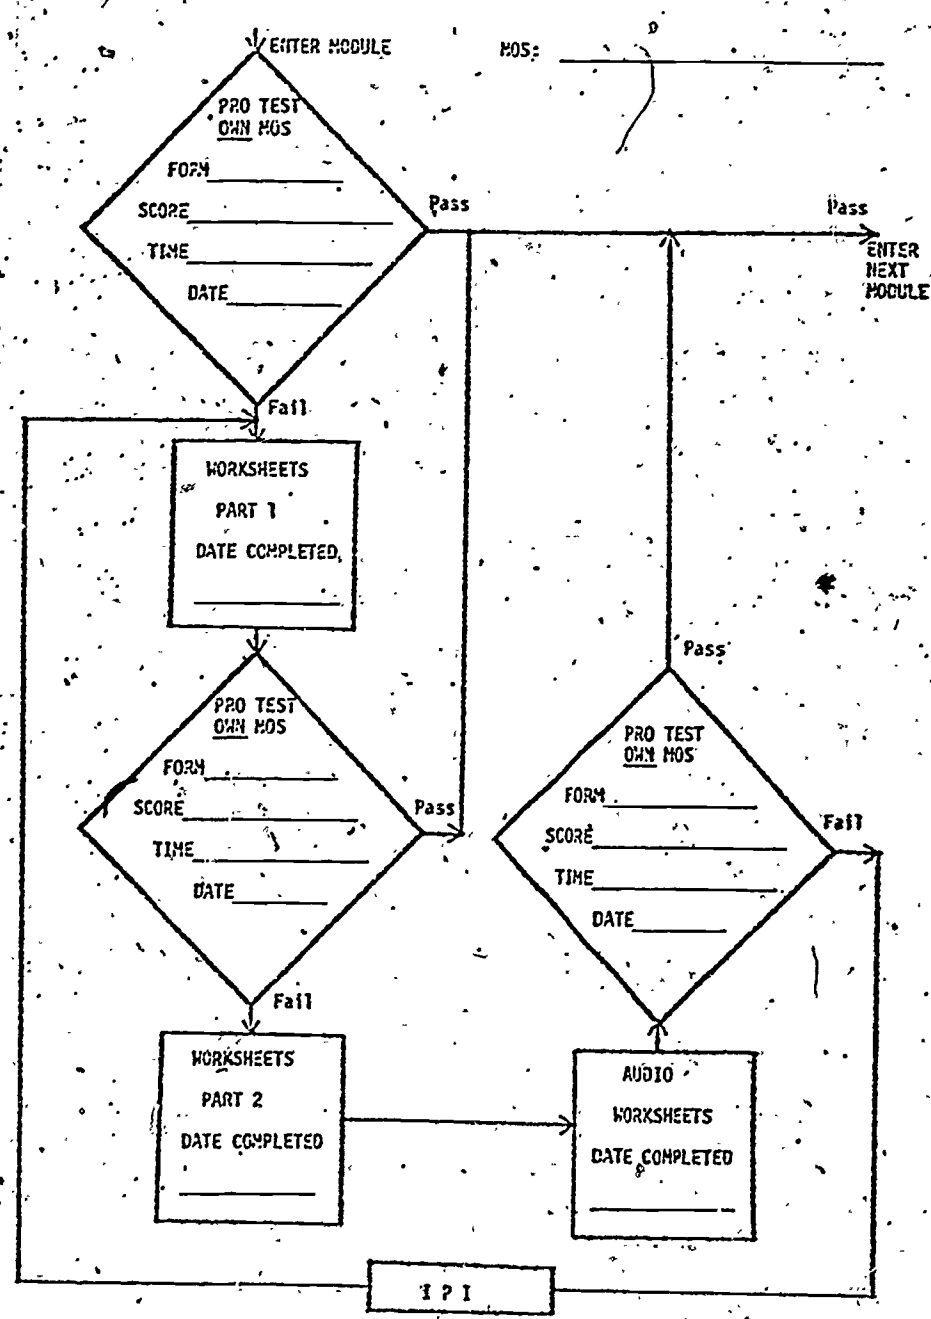 ENTER MODULE
MOS:
PRO TEST
OWN MOS
FORM
SCORE
TIME
DATE
Pass
Pass
ENTER
NEXT
MODULE
Fail
WORKSHEETS
PART 1
DATE COMPLETED
PRO TEST
OWN MOS
FORM
SCORE
TIME
DATE
Pass
Fail
WORKSHEETS
PART 2
DATE COMPLETED
Pass
PRO TEST
OWN MOS
FORM
SCORE
TIME
DATE
Fail
AUDIO
WORKSHEETS
DATE COMPLETED